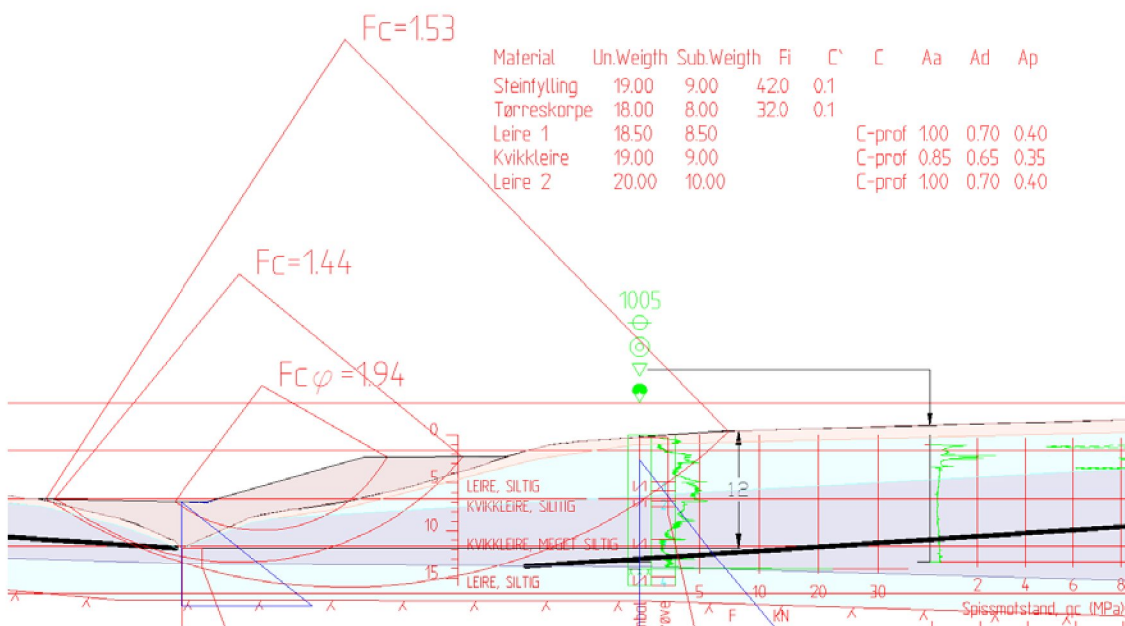 Fc=1.53
Material Un.Weigth Sub.Weigth Fi C` C Aa Ad Ap
Steinfylling 19.00 9.00 42.0 0.1
Tørreskorpe 18.00 8.00 32.0 0.1
Leire 1 18.50 8.50 C-prof 1.00 0.70 0.40
Kvikkleire 19.00 9.00 C-prof 0.85 0.65 0.35
Leire 2 20.00 10.00 C-prof 1.00 0.70 0.40
Fc=1.44
1005
Fcφ=1.94
0
5
LEIRE, SILTIG
12
KVIKKLEIRE, SILTIG
10
KVIKKLEIRE, MEGET SILTIG
15
LEIRE, SILTIG
5 10 20 30 2 4 6 8
F KN
Spissmotstand, qc (MPa)